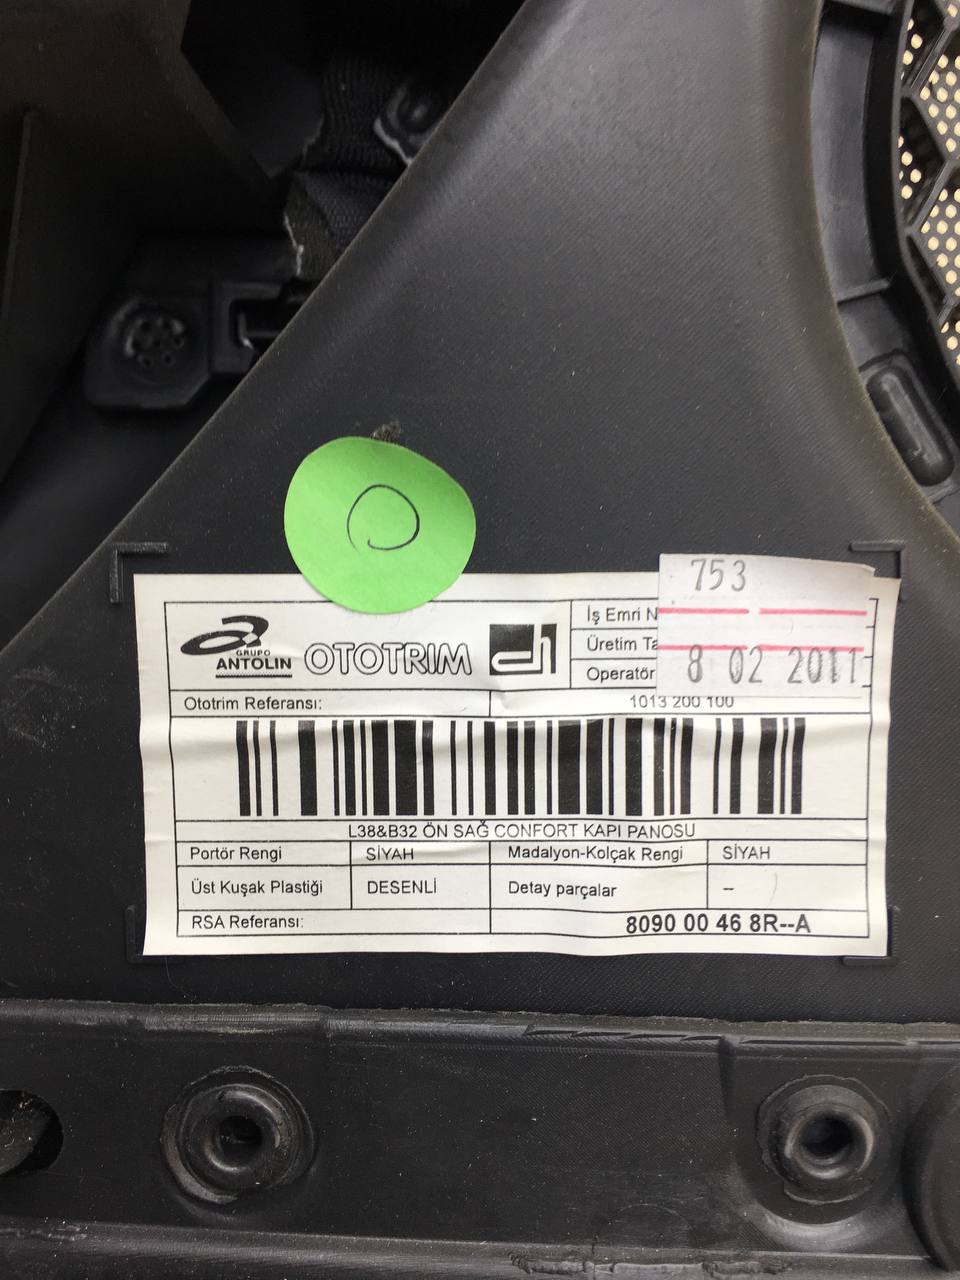 O
753
8 02 2011
GRUPO
ANTOLIN
OTOTRIM
İş Emri N
Üretim Ta
Operatör
Ototrim Referansı: 1013 200 100
L38&B32 ÖN SAĞ CONFORT KAPI PANOSU
Portör Rengi SİYAH Madalyon-Kolçak Rengi SİYAH
Üst Kuşak Plastiği DESENLİ Detay parçalar –
RSA Referansı: 8090 00 46 8R--A